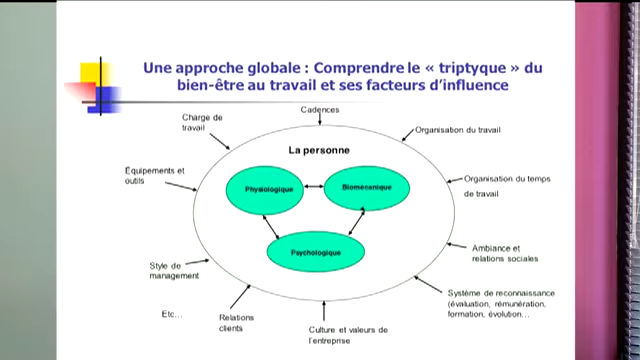 Une approche globale : Comprendre le « triptyque » du
bien-être au travail et ses facteurs d'influence
Cadences
Charge de
travail
Organisation du travail
La personne
Équipements et
outils
Physiologique
Biomécanique
Organisation du temps
de travail
Psychologique
Ambiance et
relations sociales
Style de
management
Système de reconnaissance
(évaluation, rémunération,
formation, évolution…
Etc…
Relations
clients
Culture et valeurs de
l'entreprise